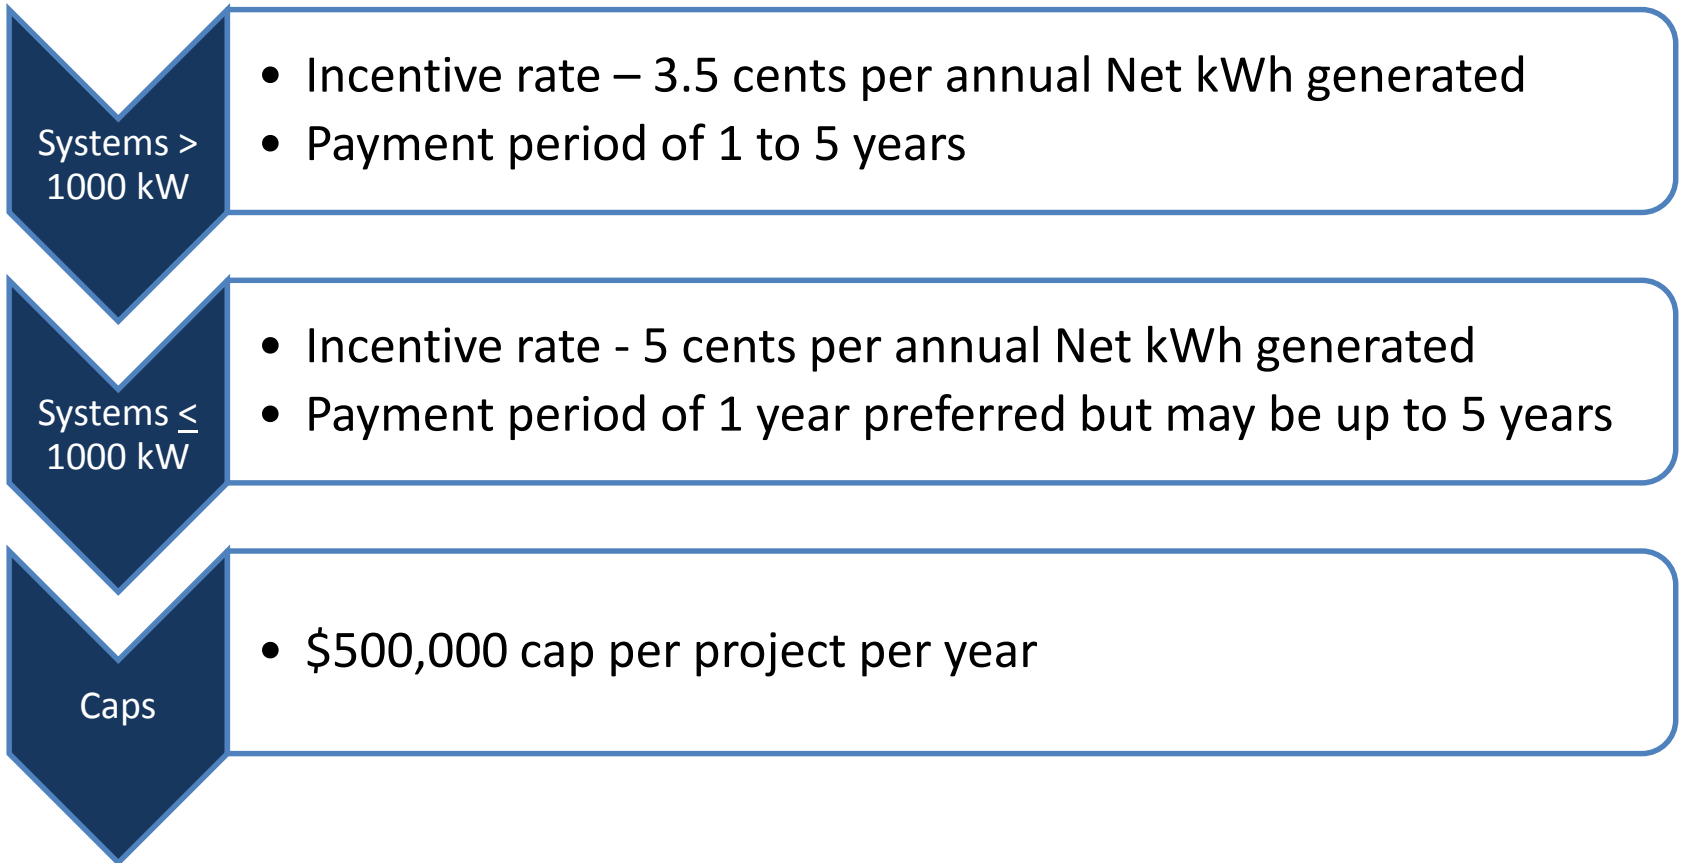 Systems >
1000 kW
• Incentive rate – 3.5 cents per annual Net kWh generated
• Payment period of 1 to 5 years
Systems ≤
1000 kW
• Incentive rate - 5 cents per annual Net kWh generated
• Payment period of 1 year preferred but may be up to 5 years
Caps
• $500,000 cap per project per year